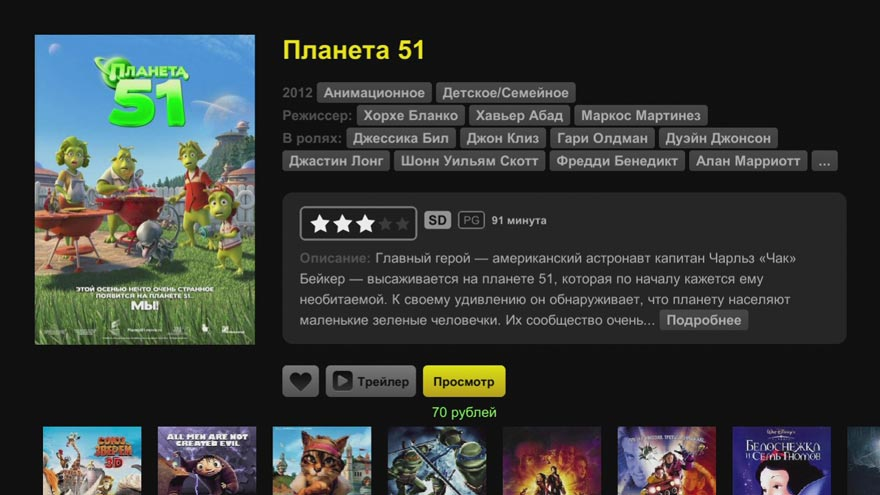 Планета 51
2012 Анимационное Детское/Семейное
Режиссер: Хорхе Бланко Хавьер Абад Маркос Мартинез
В ролях: Джессика Бил Джон Клиз Гари Олдман Дуэйн Джонсон
Джастин Лонг Шонн Уильям Скотт Фредди Бенедикт Алан Марриотт ...
ПЛАНЕТА
51
ЭТОЙ ОСЕНЬЮ НЕЧТО ОЧЕНЬ СТРАННОЕ
ПОЯВИТСЯ НА ПЛАНЕТЕ 51...
МЫ!
SD PG 91 минута
Описание: Главный герой — американский астронавт капитан Чарльз «Чак»
Бейкер — высаживается на планете 51, которая по началу кажется ему
необитаемой. К своему удивлению он обнаруживает, что планету населяют
маленькие зеленые человечки. Их сообщество очень... Подробнее
Трейлер Просмотр
70 рублей
СОЮЗ
ЗВЕРЕЙ
3D
ALL MEN ARE NOT
CREATED EVIL
БЕЛОСНЕЖКА
И СЕМЬ ГНОМОВ